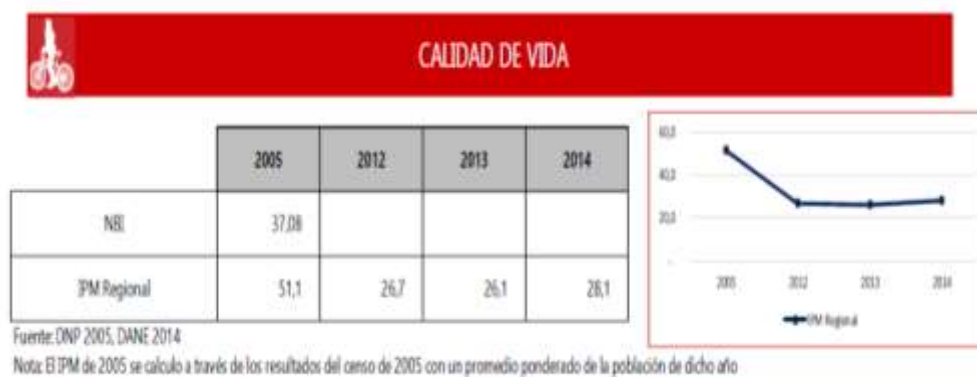 CALIDAD DE VIDA
2005 2012 2013 2014
NBI 37,08
IPM Regional 51,1 26,7 26,1 28,1
Fuente: DNP 2005, DANE 2014
Nota: El IPM de 2005 se calculo a través de los resultados del censo de 2005 con un promedio ponderado de la población de dicho año
60,0
40,0
20,0
-
2005 2012 2013 2014
IPM Regional